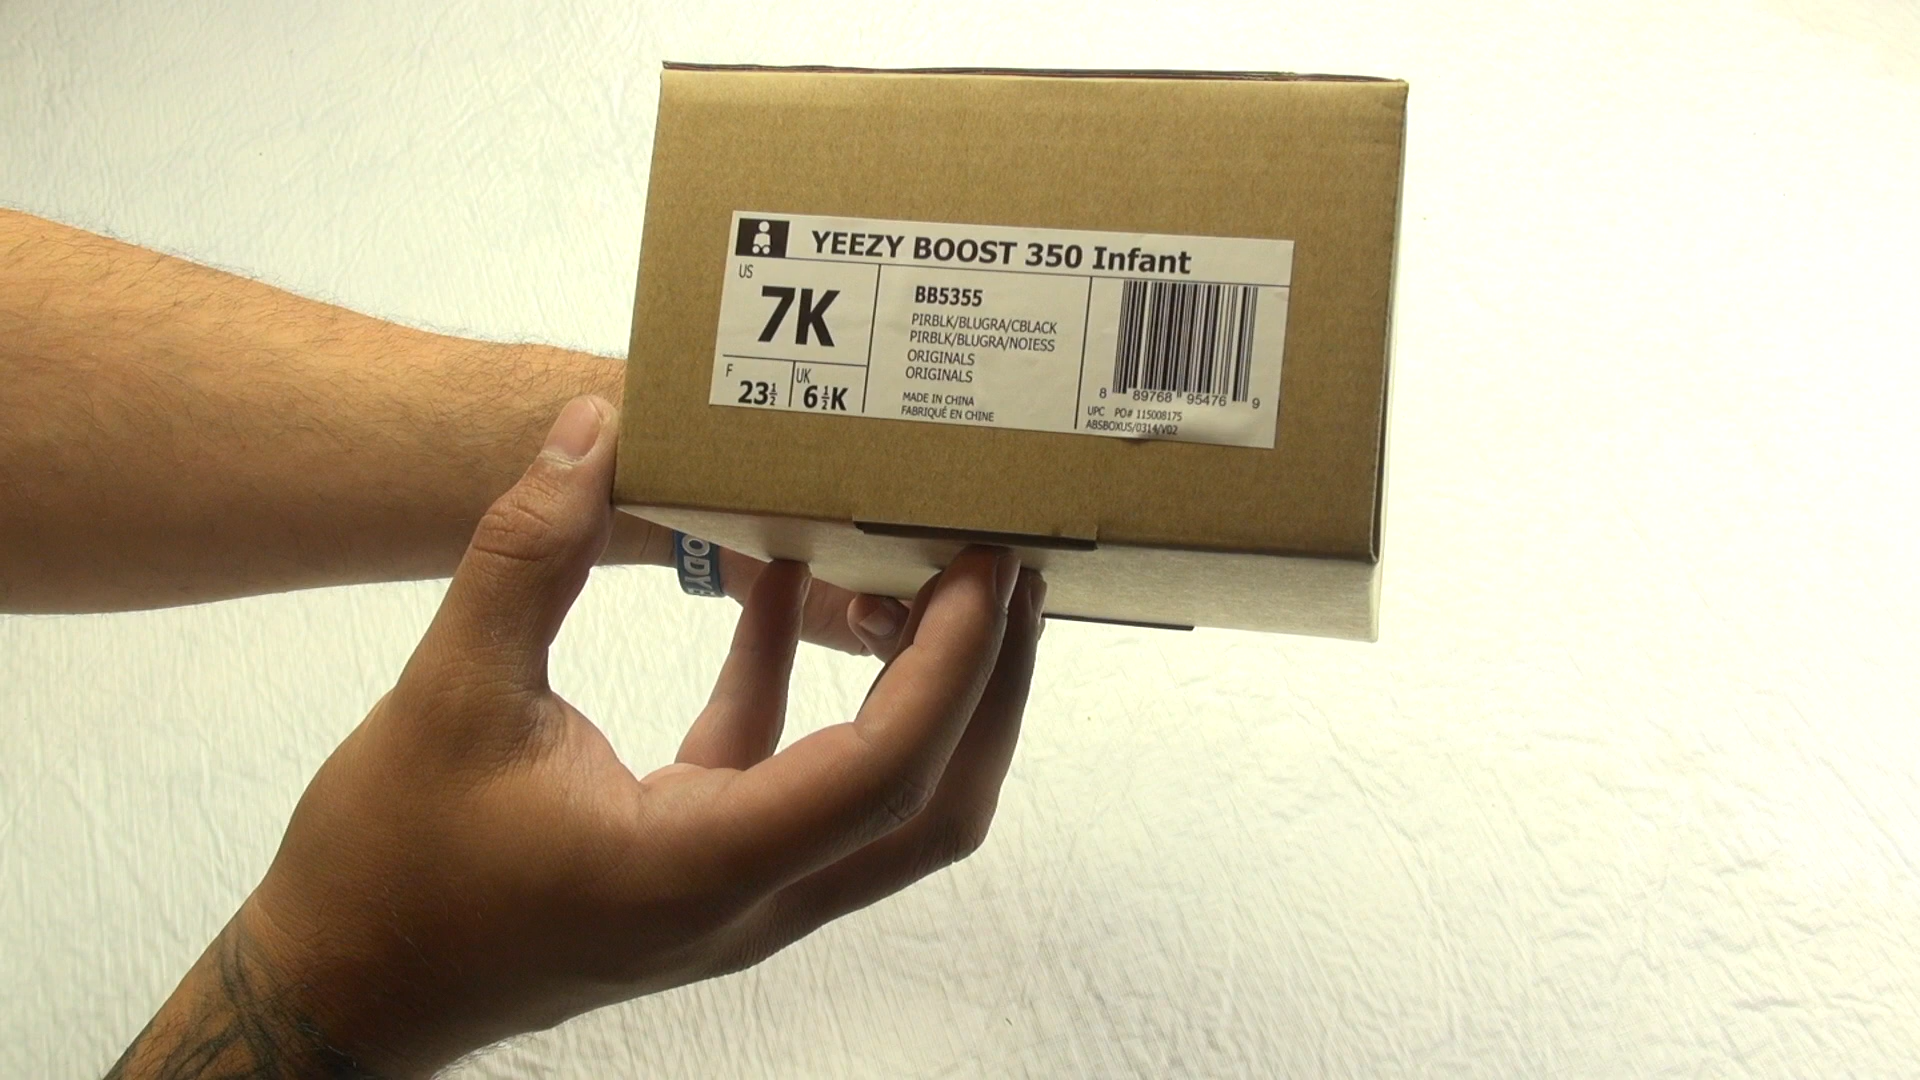 YEEZY BOOST 350 Infant
US
7K
F
23½
UK
6½K
BB5355
PIRBLK/BLUGRA/CBLACK
PIRBLK/BLUGRA/NOIESS
ORIGINALS
ORIGINALS
MADE IN CHINA
FABRIQUÉ EN CHINE
8 89768 95476 9
UPC PO# 115008175
ABSBOXUS/0314/V02